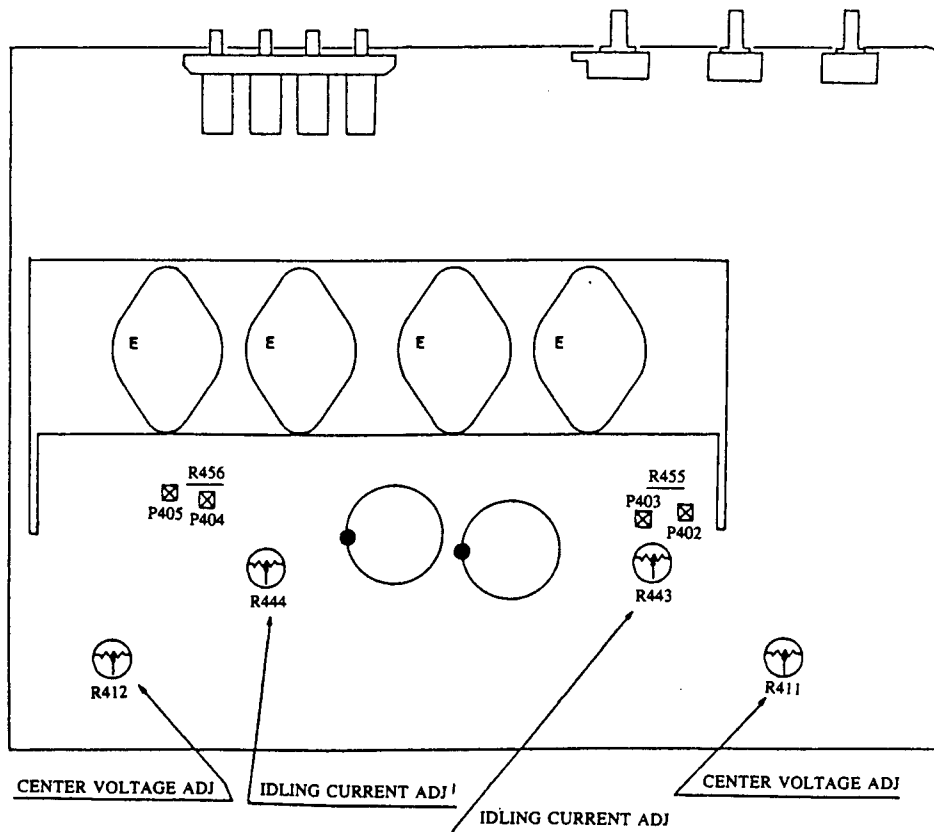 E E E E
R456 R455
P405 P404 P403 P402
R444 R443
R412 R411
CENTER VOLTAGE ADJ IDLING CURRENT ADJ CENTER VOLTAGE ADJ
IDLING CURRENT ADJ